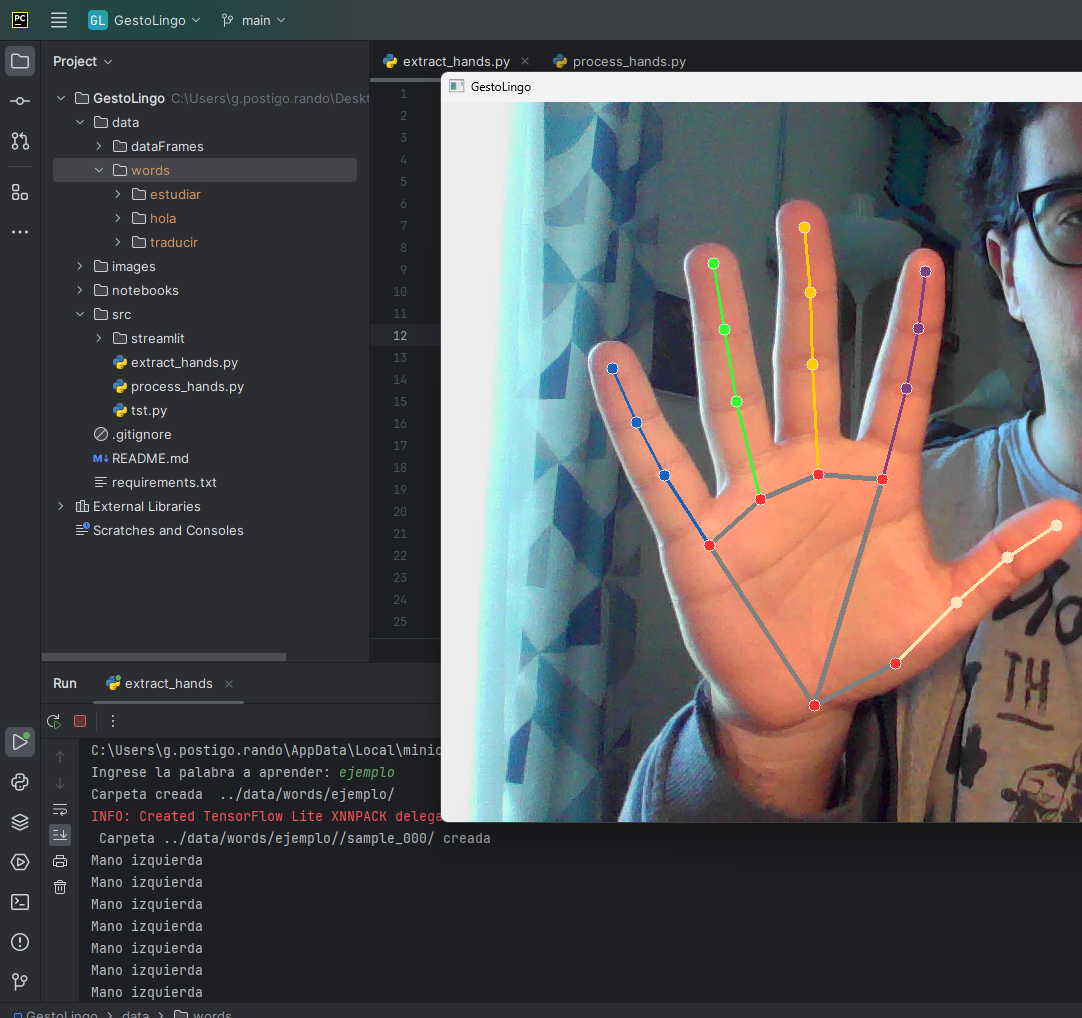 PC
GL GestoLingo main
Project
extract_hands.py
process_hands.py
GestoLingo
GestoLingo C:\Users\g.postigo.rando\Deskt
data
dataFrames
words
estudiar
hola
traducir
images
notebooks
src
streamlit
extract_hands.py
process_hands.py
tst.py
.gitignore
M↓ README.md
requirements.txt
External Libraries
Scratches and Consoles
1
2
3
4
5
6
7
8
9
10
11
12
13
14
15
16
17
18
19
20
21
22
23
24
25
TH
Run extract_hands
C:\Users\g.postigo.rando\AppData\Local\minic
Ingrese la palabra a aprender: ejemplo
Carpeta creada ../data/words/ejemplo/
INFO: Created TensorFlow Lite XNNPACK delega
Carpeta ../data/words/ejemplo//sample_000/ creada
Mano izquierda
Mano izquierda
Mano izquierda
Mano izquierda
Mano izquierda
Mano izquierda
Mano izquierda
GestoLingo > data > words